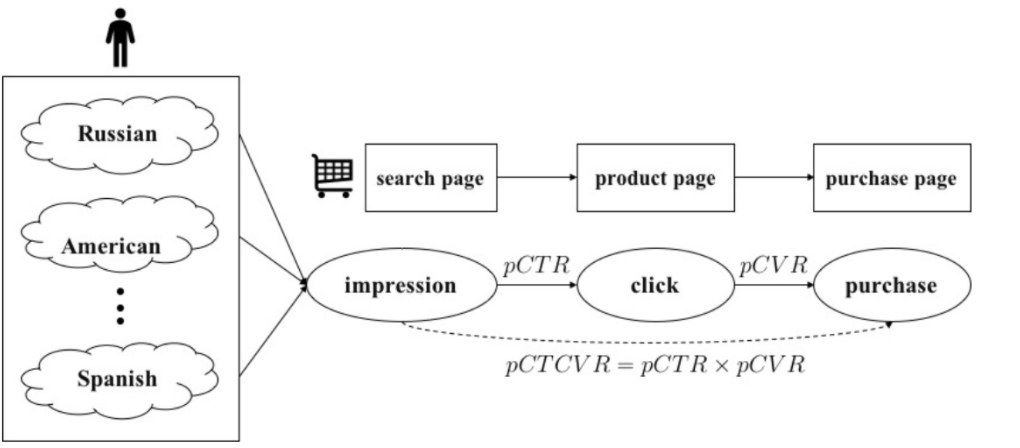 Russian
American
Spanish
search page
product page
purchase page
impression
pCTR
click
pCVR
purchase
pCTCVR = pCTR × pCVR